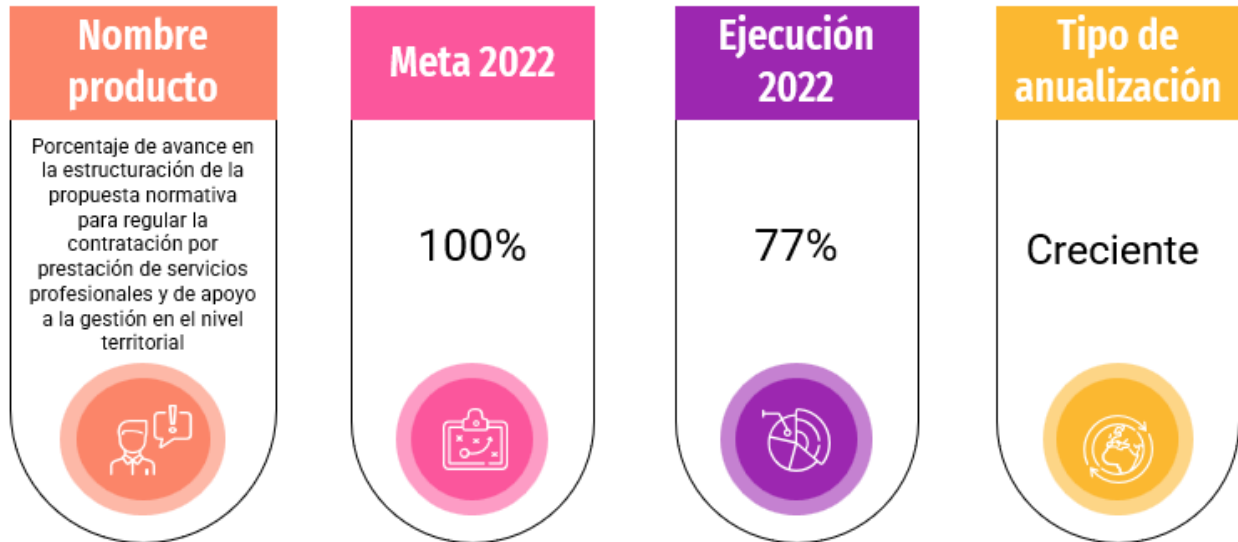 Nombre
producto
Porcentaje de avance en
la estructuración de la
propuesta normativa
para regular la
contratación por
prestación de servicios
profesionales y de apoyo
a la gestión en el nivel
territorial
Meta 2022
100%
Ejecución
2022
77%
Tipo de
anualización
Creciente